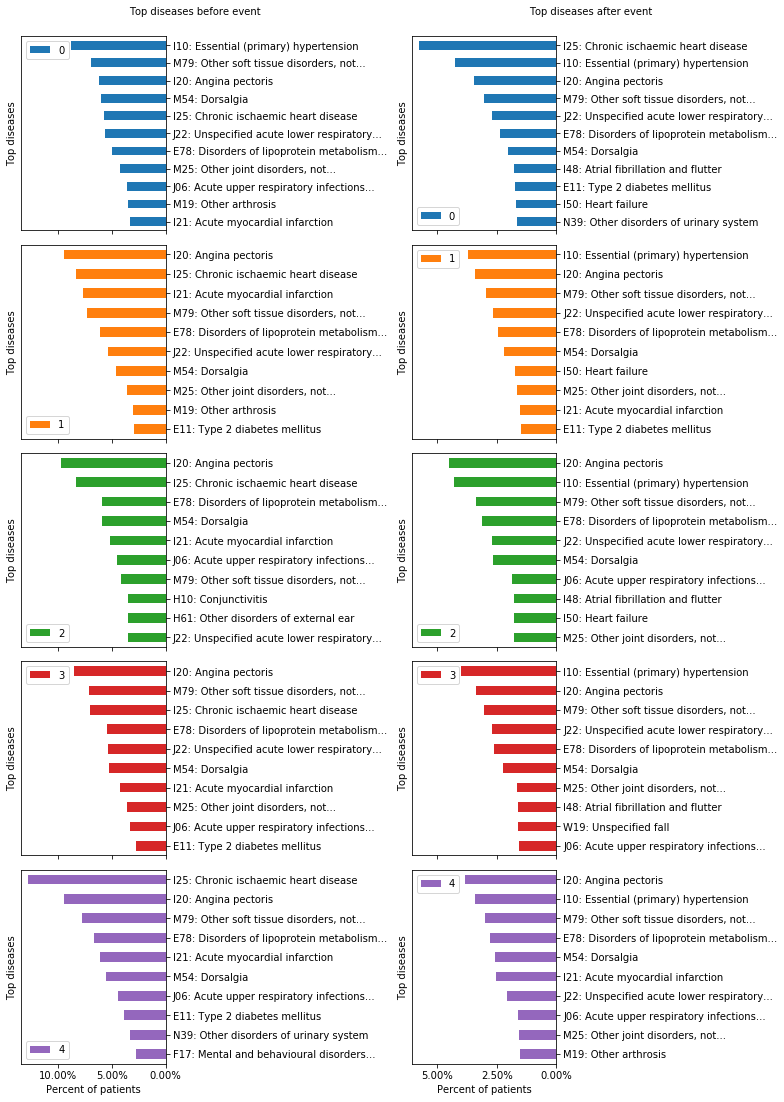 Top diseases before event
Top diseases after event
Top diseases
0
I10: Essential (primary) hypertension
M79: Other soft tissue disorders, not...
I20: Angina pectoris
M54: Dorsalgia
I25: Chronic ischaemic heart disease
J22: Unspecified acute lower respiratory...
E78: Disorders of lipoprotein metabolism...
M25: Other joint disorders, not...
J06: Acute upper respiratory infections...
M19: Other arthrosis
I21: Acute myocardial infarction
Top diseases
0
I25: Chronic ischaemic heart disease
I10: Essential (primary) hypertension
I20: Angina pectoris
M79: Other soft tissue disorders, not...
J22: Unspecified acute lower respiratory...
E78: Disorders of lipoprotein metabolism...
M54: Dorsalgia
I48: Atrial fibrillation and flutter
E11: Type 2 diabetes mellitus
I50: Heart failure
N39: Other disorders of urinary system
Top diseases
1
I20: Angina pectoris
I25: Chronic ischaemic heart disease
I21: Acute myocardial infarction
M79: Other soft tissue disorders, not...
E78: Disorders of lipoprotein metabolism...
J22: Unspecified acute lower respiratory...
M54: Dorsalgia
M25: Other joint disorders, not...
M19: Other arthrosis
E11: Type 2 diabetes mellitus
Top diseases
1
I10: Essential (primary) hypertension
I20: Angina pectoris
M79: Other soft tissue disorders, not...
J22: Unspecified acute lower respiratory...
E78: Disorders of lipoprotein metabolism...
M54: Dorsalgia
I50: Heart failure
M25: Other joint disorders, not...
I21: Acute myocardial infarction
E11: Type 2 diabetes mellitus
Top diseases
2
I20: Angina pectoris
I25: Chronic ischaemic heart disease
E78: Disorders of lipoprotein metabolism...
M54: Dorsalgia
I21: Acute myocardial infarction
J06: Acute upper respiratory infections...
M79: Other soft tissue disorders, not...
H10: Conjunctivitis
H61: Other disorders of external ear
J22: Unspecified acute lower respiratory...
Top diseases
2
I20: Angina pectoris
I10: Essential (primary) hypertension
M79: Other soft tissue disorders, not...
E78: Disorders of lipoprotein metabolism...
J22: Unspecified acute lower respiratory...
M54: Dorsalgia
J06: Acute upper respiratory infections...
I48: Atrial fibrillation and flutter
I50: Heart failure
M25: Other joint disorders, not...
Top diseases
3
I20: Angina pectoris
M79: Other soft tissue disorders, not...
I25: Chronic ischaemic heart disease
E78: Disorders of lipoprotein metabolism...
J22: Unspecified acute lower respiratory...
M54: Dorsalgia
I21: Acute myocardial infarction
M25: Other joint disorders, not...
J06: Acute upper respiratory infections...
E11: Type 2 diabetes mellitus
Top diseases
3
I10: Essential (primary) hypertension
I20: Angina pectoris
M79: Other soft tissue disorders, not...
J22: Unspecified acute lower respiratory...
E78: Disorders of lipoprotein metabolism...
M54: Dorsalgia
M25: Other joint disorders, not...
I48: Atrial fibrillation and flutter
W19: Unspecified fall
J06: Acute upper respiratory infections...
Top diseases
4
I25: Chronic ischaemic heart disease
I20: Angina pectoris
M79: Other soft tissue disorders, not...
E78: Disorders of lipoprotein metabolism...
I21: Acute myocardial infarction
M54: Dorsalgia
J06: Acute upper respiratory infections...
E11: Type 2 diabetes mellitus
N39: Other disorders of urinary system
F17: Mental and behavioural disorders...
10.00% 5.00% 0.00%
Percent of patients
Top diseases
4
I20: Angina pectoris
I10: Essential (primary) hypertension
M79: Other soft tissue disorders, not...
E78: Disorders of lipoprotein metabolism...
M54: Dorsalgia
I21: Acute myocardial infarction
J22: Unspecified acute lower respiratory...
J06: Acute upper respiratory infections...
M25: Other joint disorders, not...
M19: Other arthrosis
5.00% 2.50% 0.00%
Percent of patients